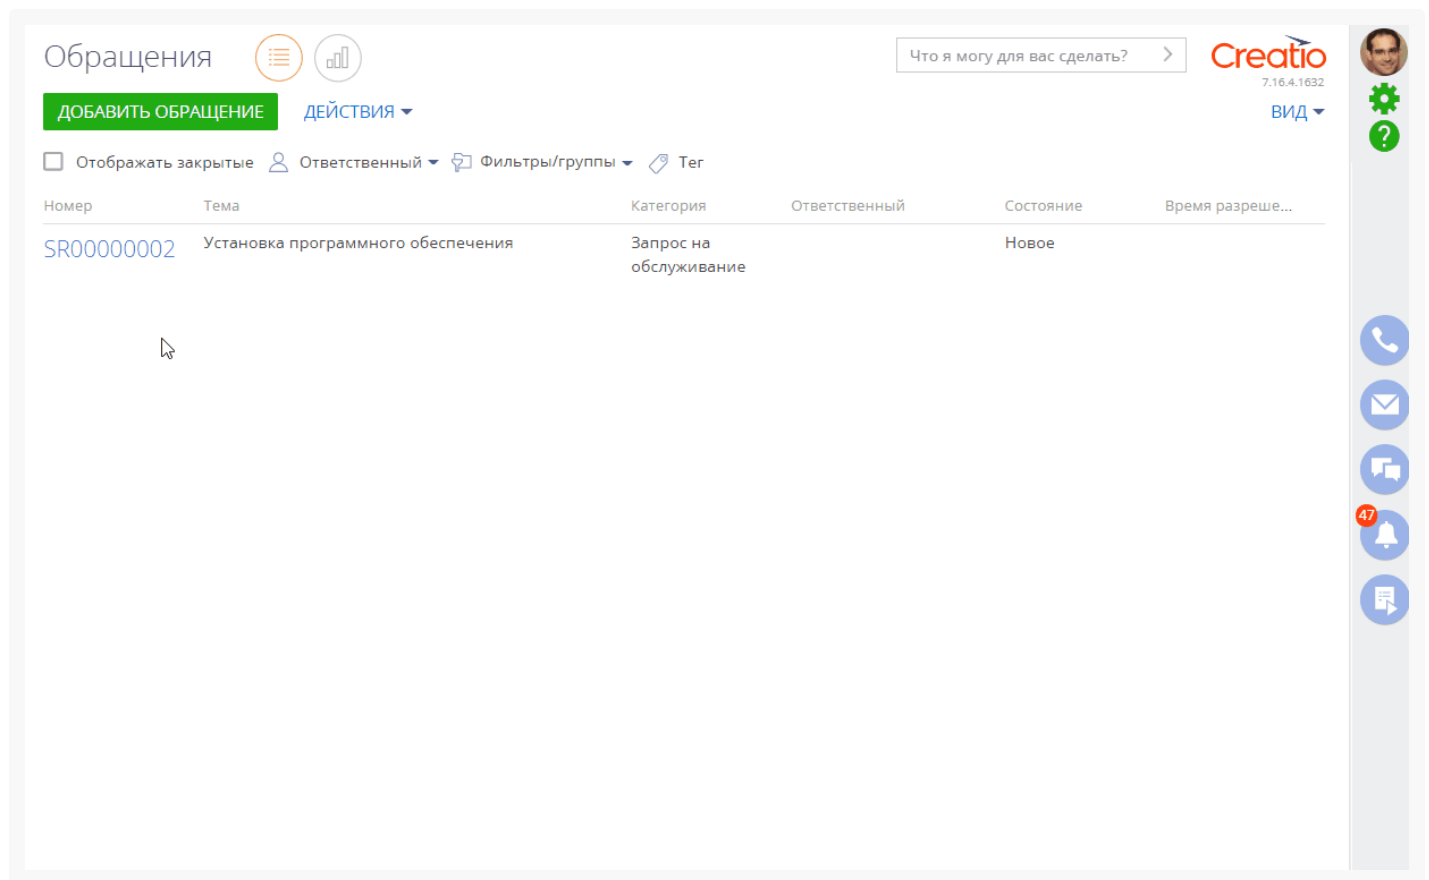 Обращения
Что я могу для вас сделать?
Creatio
7.16.4.1632
ДОБАВИТЬ ОБРАЩЕНИЕ
ДЕЙСТВИЯ
ВИД
Отображать закрытые
Ответственный
Фильтры/группы
Тег
Номер
Тема
Категория
Ответственный
Состояние
Время разреше...
SR00000002
Установка программного обеспечения
Запрос на
обслуживание
Новое
47